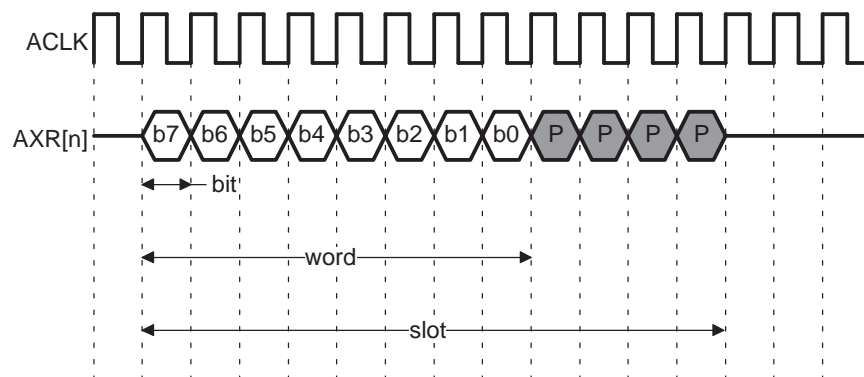 ACLK
AXR[n] b7 b6 b5 b4 b3 b2 b1 b0 P P P P
bit
word
slot